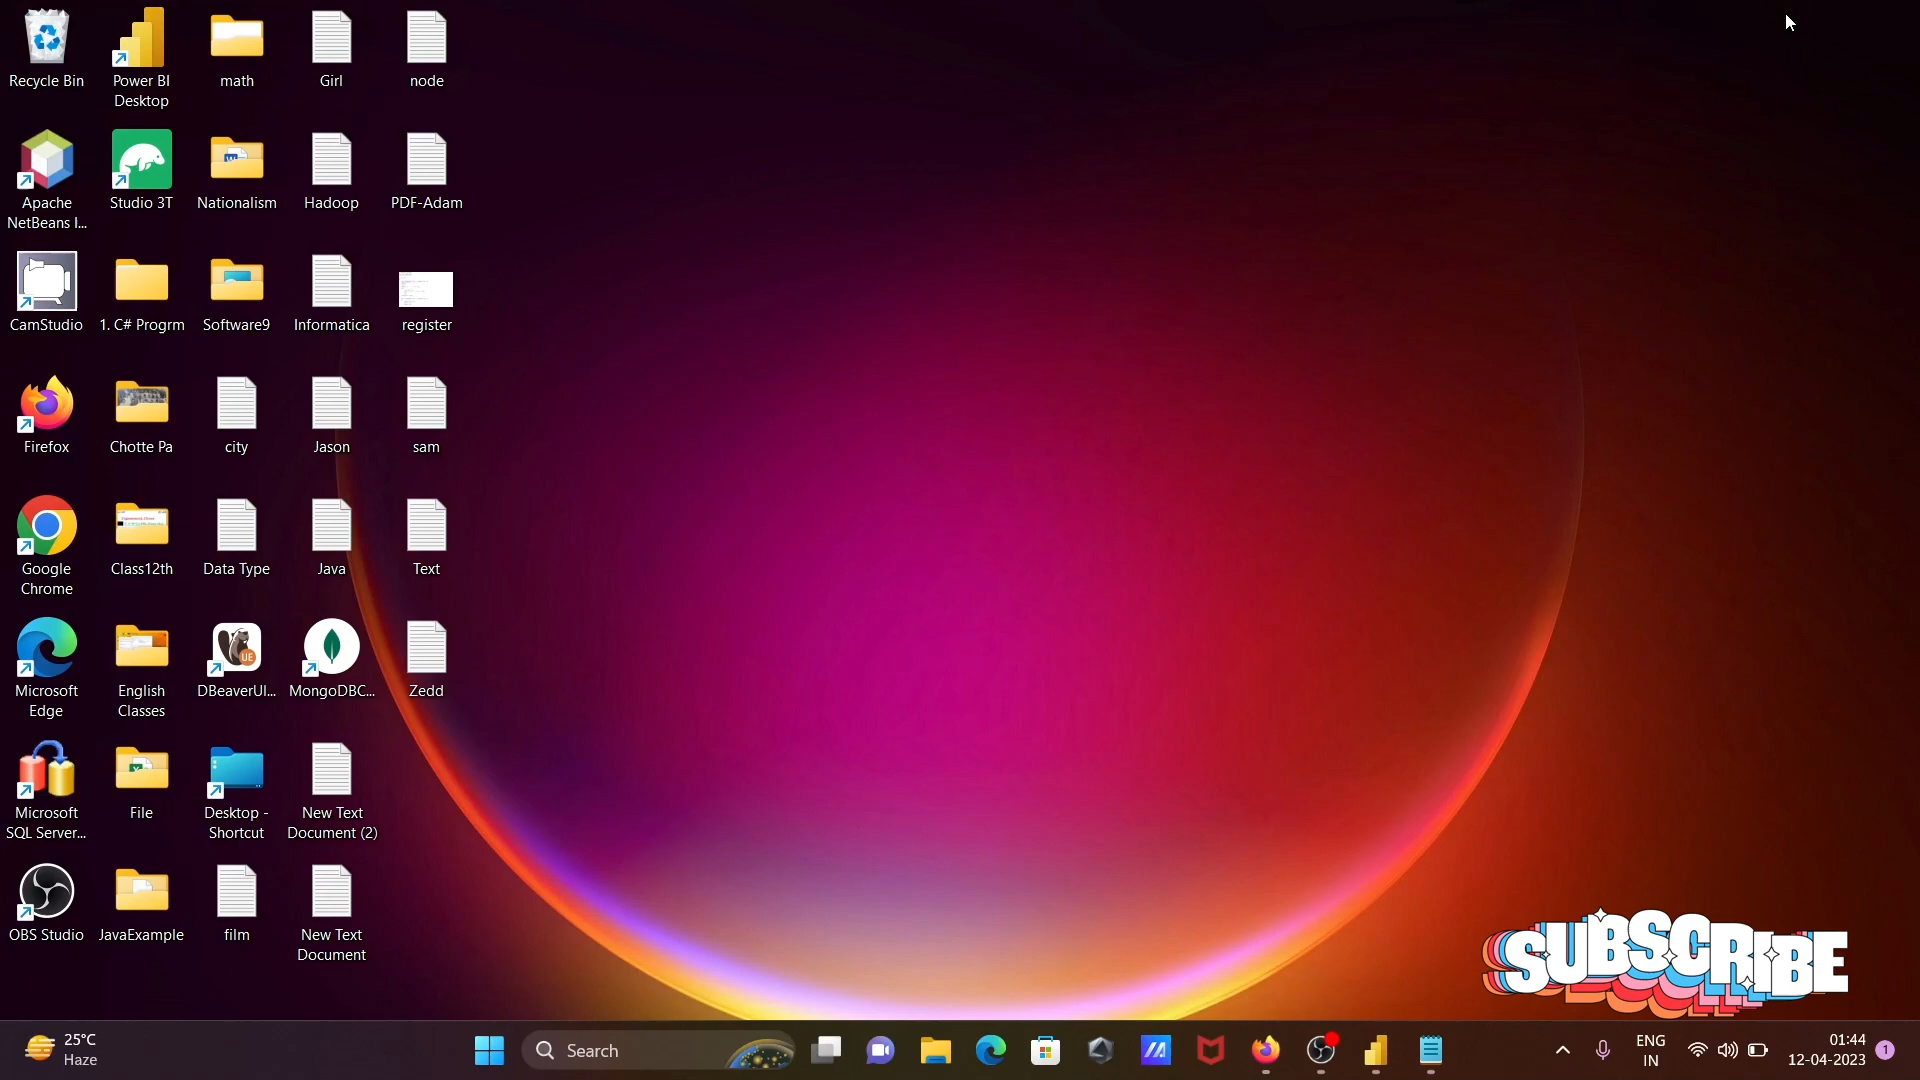 Recycle Bin
Power BI
Desktop
math
Girl
node
Apache
NetBeans I...
Studio 3T
Nationalism
Hadoop
PDF-Adam
CamStudio
1. C# Progrm
Software9
Informatica
register
Firefox
Chotte Pa
city
Jason
sam
Google
Chrome
Class12th
Data Type
Java
Text
Microsoft
Edge
English
Classes
DBeaverUl...
MongoDBC...
Zedd
Microsoft
SQL Server...
File
Desktop -
Shortcut
New Text
Document (2)
OBS Studio
JavaExample
film
New Text
Document
SUBSCRIBE
25°C
Haze
Search
ENG
IN
01:44
12-04-2023
1